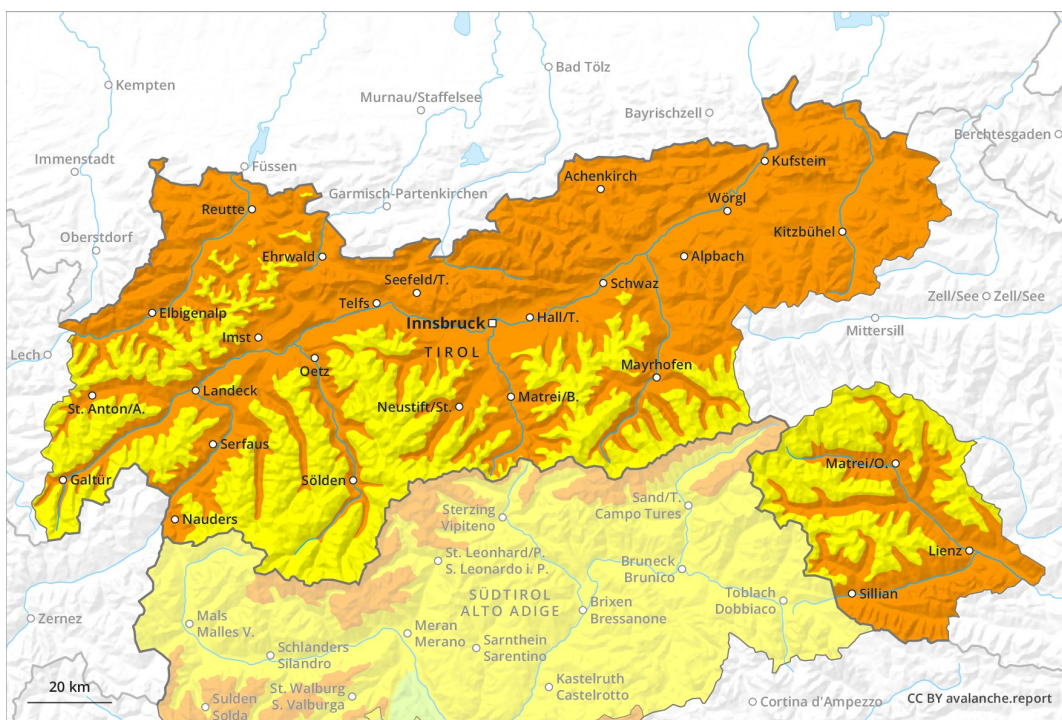 Kempten
Bad Tölz
Murnau/Staffelsee
Bayrischzell
Berchtesgaden
Immenstadt
Füssen
Kufstein
Achenkirch
Garmisch-Partenkirchen
Wörgl
Reutte
Oberstdorf
Kitzbühel
Ehrwald
Alpbach
Seefeld/T.
Schwaz
Zell/See
Zell/See
Telfs
Elbigenalp
Hall/T.
Innsbruck
Mittersill
Imst
Lech
TIROL
Oetz
Mayrhofen
Landeck
St. Anton/A.
Neustift/St.
Matrei/B.
Serfaus
Matrei/O.
Galtür
Sölden
Sand/T.
Campo Tures
Sterzing
Vipiteno
Nauders
Lienz
St. Leonhard/P.
S. Leonardo i. P.
Bruneck
Brunico
SÜDTIROL
ALTO ADIGE
Sillian
Toblach
Dobbiaco
Brixen
Bressanone
Zernez
Mals
Malles V.
Meran
Merano
Sarnthein
Sarentino
Schlanders
Silandro
Kastelruth
Castelrotto
20 km
St. Walburg
S. Valburga
Sulden
Solda
Cortina d'Ampezzo
CC BY avalanche.report